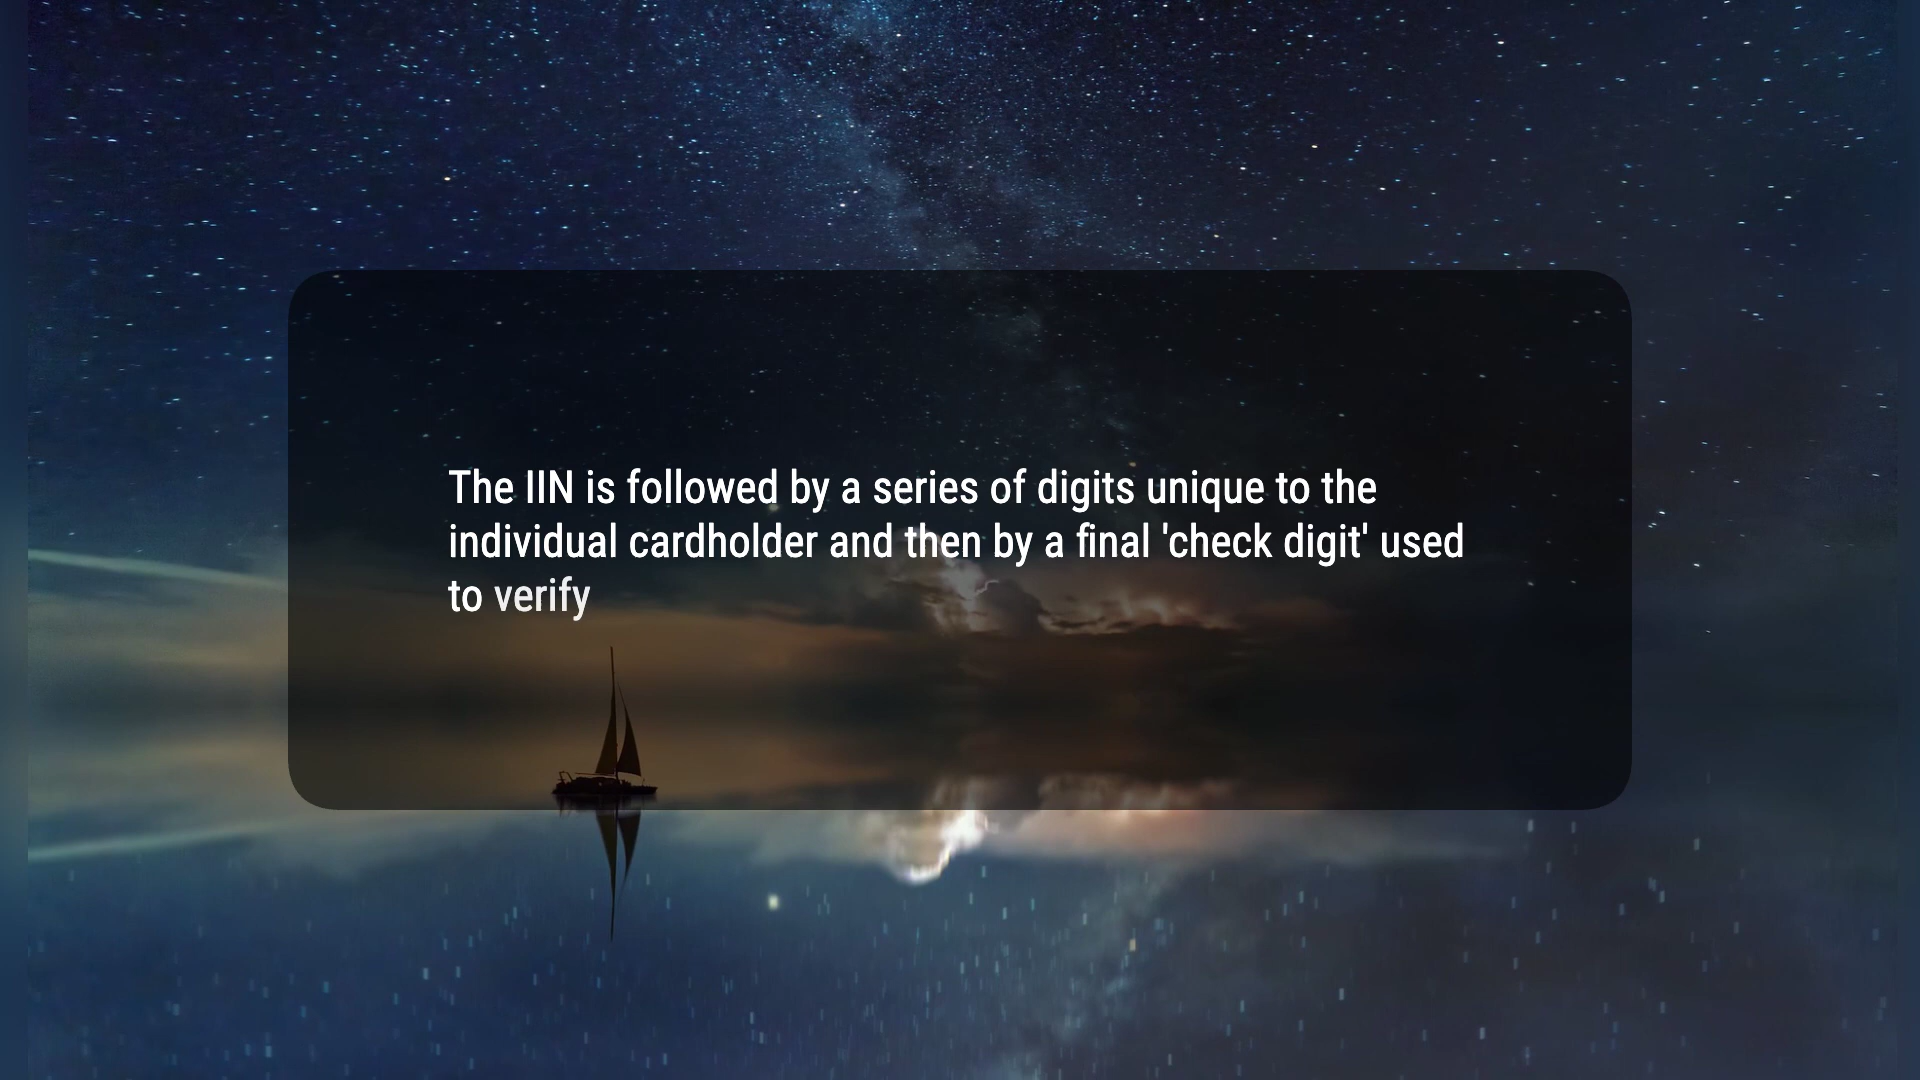 The IIN is followed by a series of digits unique to the
individual cardholder and then by a final 'check digit' used
to verify